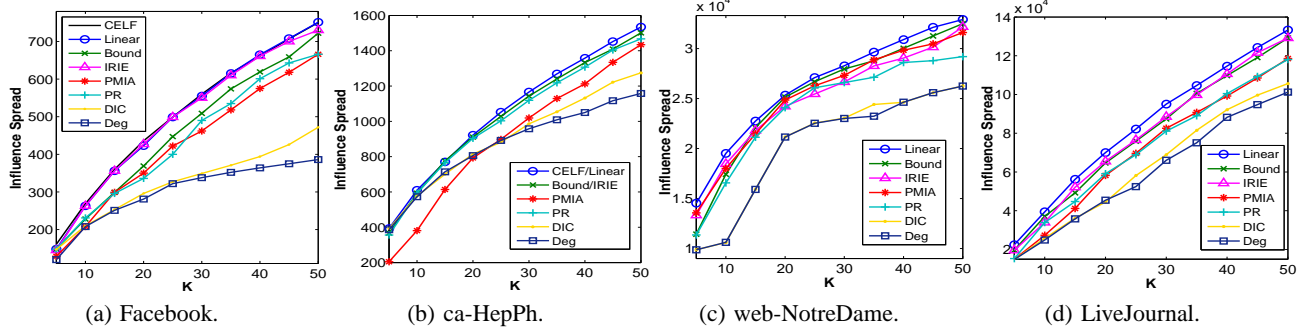 700
600
500
400
300
200
Influence Spread
10
20
30
40
50
K
CELF
Linear
Bound
IRIE
PMIA
PR
DIC
Deg
(a) Facebook.
1600
1400
1200
1000
800
600
400
200
Influence Spread
0
10
20
30
40
50
K
CELF/Linear
Bound/IRIE
PMIA
PR
DIC
Deg
(b) ca-HepPh.
x 10^4
3
2.5
2
1.5
1
Influence Spread
10
20
30
40
50
K
Linear
Bound
IRIE
PMIA
PR
DIC
Deg
(c) web-NotreDame.
14 x 10^4
12
10
8
6
4
2
Influence Spread
10
20
30
40
50
K
Linear
Bound
IRIE
PMIA
PR
DIC
Deg
(d) LiveJournal.